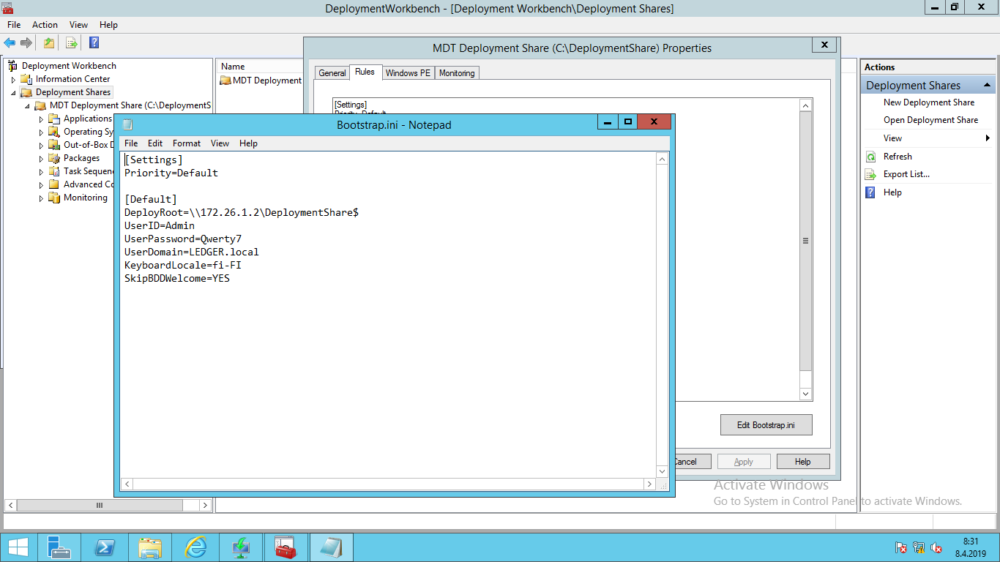 DeploymentWorkbench - [Deployment Workbench\Deployment Shares]
File Action View Help
Deployment Workbench
Information Center
Deployment Shares
MDT Deployment Share (C:\DeploymentS
Applications
Operating Sy
Out-of-Box D
Packages
Task Sequen
Advanced Co
Monitoring
Name
MDT Deployment
MDT Deployment Share (C:\DeploymentShare) Properties
General Rules Windows PE Monitoring
[Settings]
Priority=Default
Bootstrap.ini - Notepad
File Edit Format View Help
[Settings]
Priority=Default
[Default]
DeployRoot=\\172.26.1.2\DeploymentShare$
UserID=Admin
UserPassword=Qwerty7
UserDomain=LEDGER.local
KeyboardLocale=fi-FI
SkipBDDWelcome=YES
Edit Bootstrap.ini
Cancel Apply Help
Actions
Deployment Shares
New Deployment Share
Open Deployment Share
View
Refresh
Export List...
Help
Activate Windows
Go to System in Control Panel to activate Windows.
8:31
8.4.2019